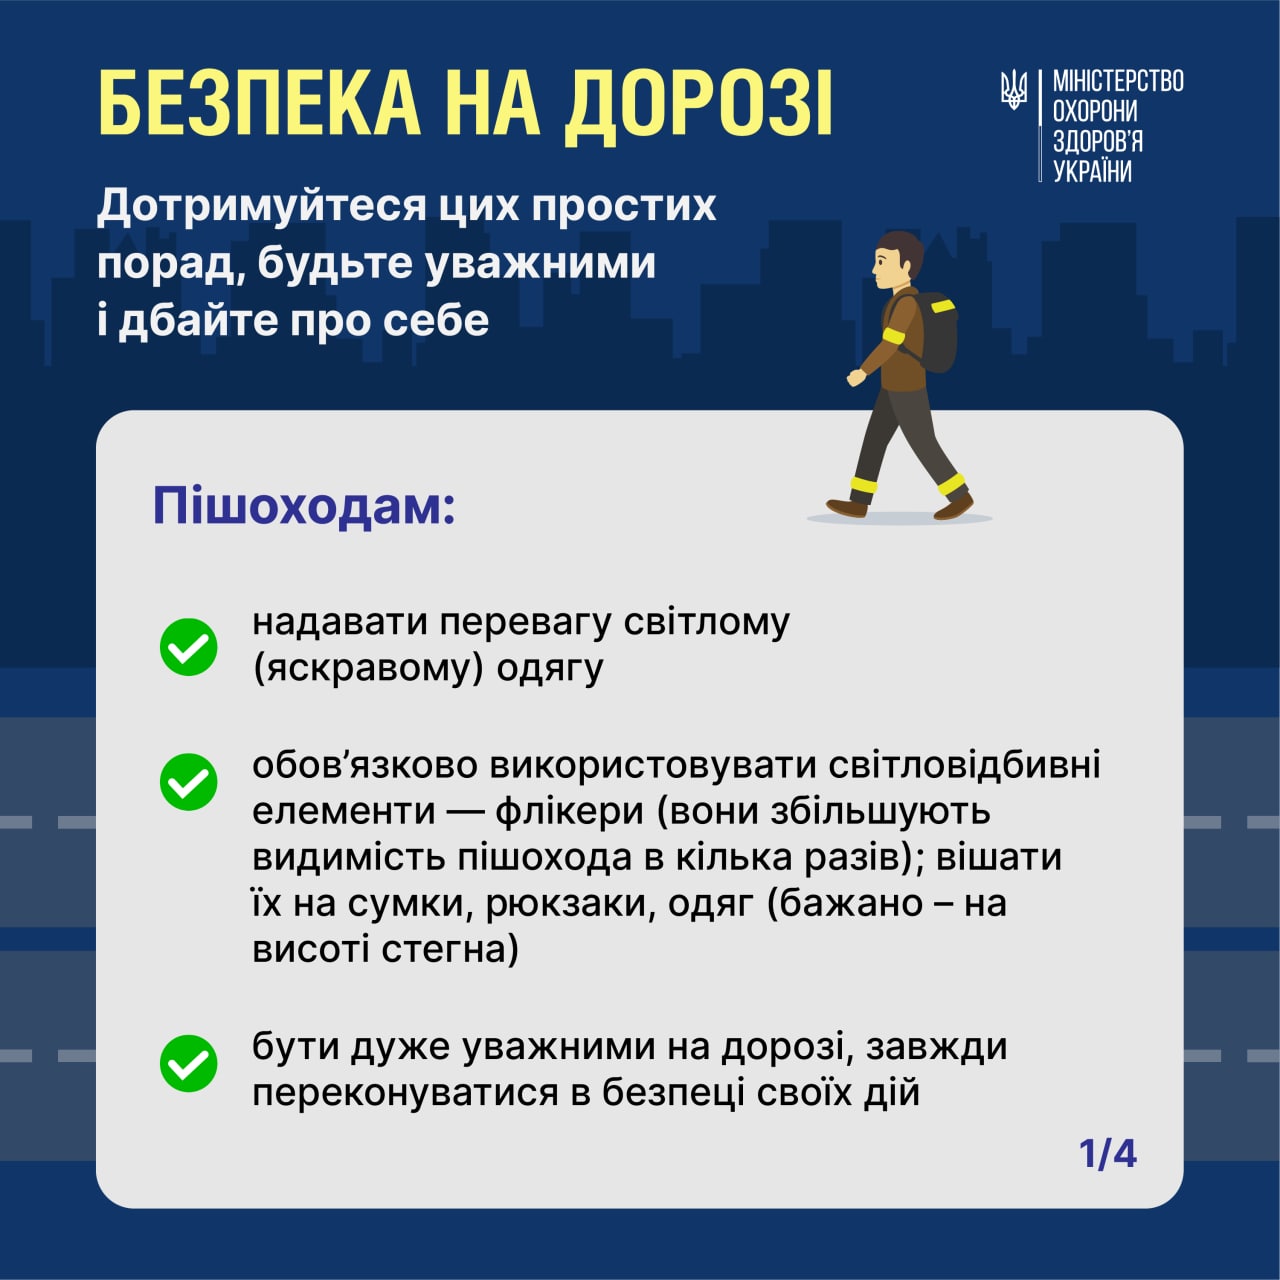 БЕЗПЕКА НА ДОРОЗІ
МІНІСТЕРСТВО
ОХОРОНИ
ЗДОРОВ'Я
УКРАЇНИ
Дотримуйтеся цих простих
порад, будьте уважними
і дбайте про себе
Пішоходам:
надавати перевагу світлому
(яскравому) одягу
обов’язково використовувати світловідбивні
елементи — флікери (вони збільшують
видимість пішохода в кілька разів); вішати
їх на сумки, рюкзаки, одяг (бажано – на
висоті стегна)
бути дуже уважними на дорозі, завжди
переконуватися в безпеці своїх дій
1/4